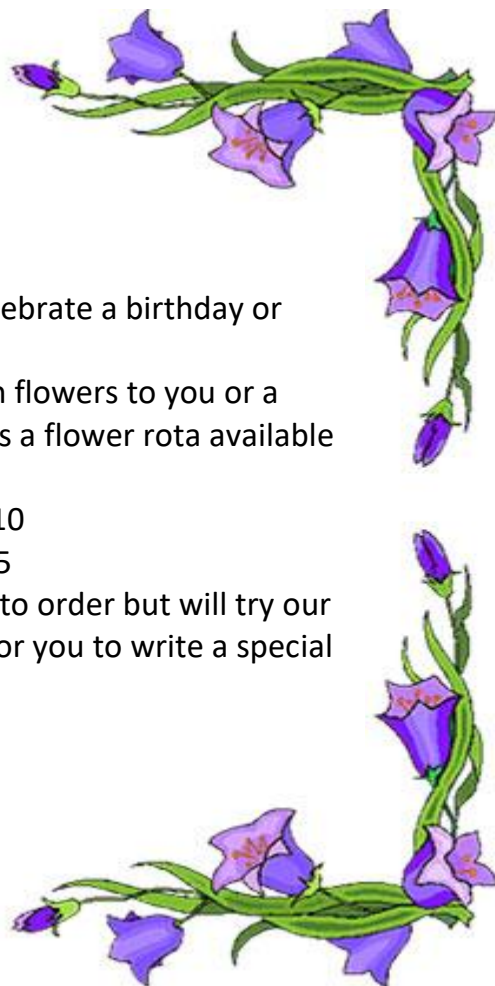 ebrate a birthday or
flowers to you or a
s a flower rota available
10
5
to order but will try our
or you to write a special